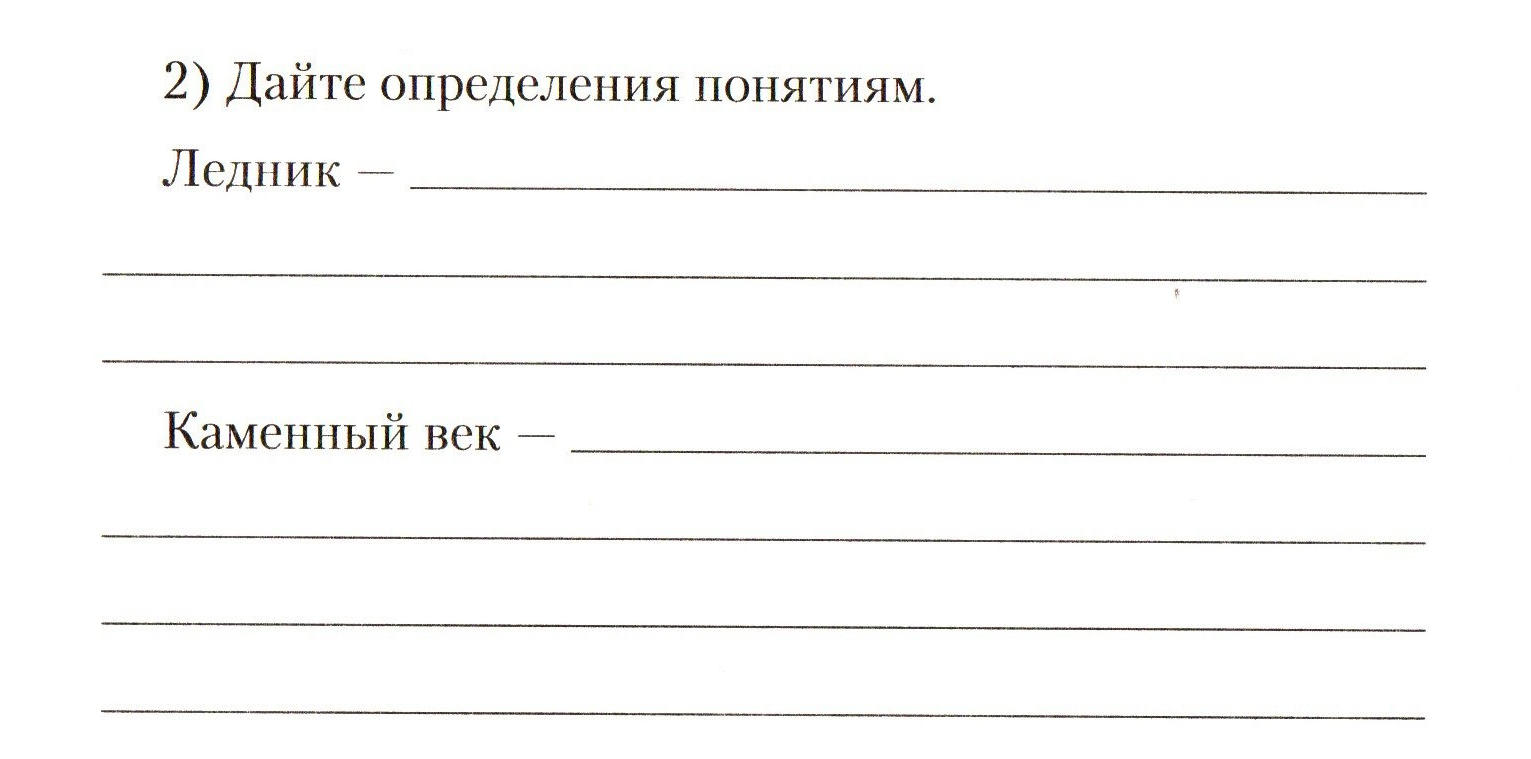 2) Дайте определения понятиям.
Ледник —
Каменный век —